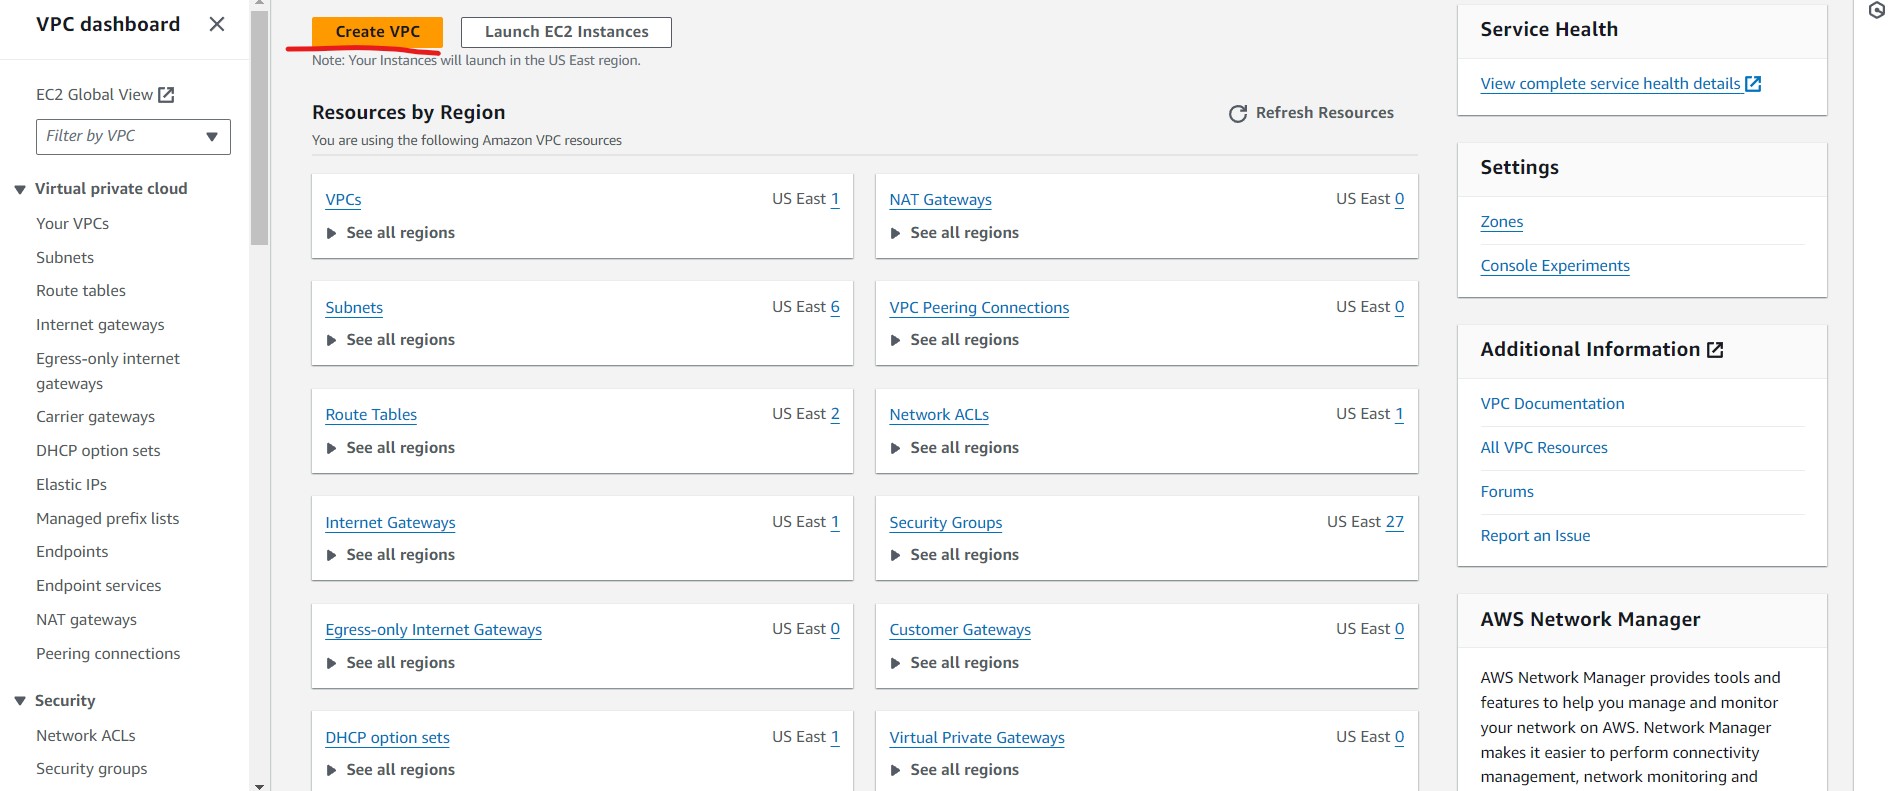 VPC dashboard
EC2 Global View
Filter by VPC
Virtual private cloud
Your VPCs
Subnets
Route tables
Internet gateways
Egress-only internet
gateways
Carrier gateways
DHCP option sets
Elastic IPs
Managed prefix lists
Endpoints
Endpoint services
NAT gateways
Peering connections
Security
Network ACLs
Security groups
Create VPC
Launch EC2 Instances
Note: Your Instances will launch in the US East region.
Resources by Region
Refresh Resources
You are using the following Amazon VPC resources
VPCs US East 1
See all regions
NAT Gateways US East 0
See all regions
Subnets US East 6
See all regions
VPC Peering Connections US East 0
See all regions
Route Tables US East 2
See all regions
Network ACLs US East 1
See all regions
Internet Gateways US East 1
See all regions
Security Groups US East 27
See all regions
Egress-only Internet Gateways US East 0
See all regions
Customer Gateways US East 0
See all regions
DHCP option sets US East 1
See all regions
Virtual Private Gateways US East 0
See all regions
Service Health
View complete service health details
Settings
Zones
Console Experiments
Additional Information
VPC Documentation
All VPC Resources
Forums
Report an Issue
AWS Network Manager
AWS Network Manager provides tools and
features to help you manage and monitor
your network on AWS. Network Manager
makes it easier to perform connectivity
management, network monitoring and